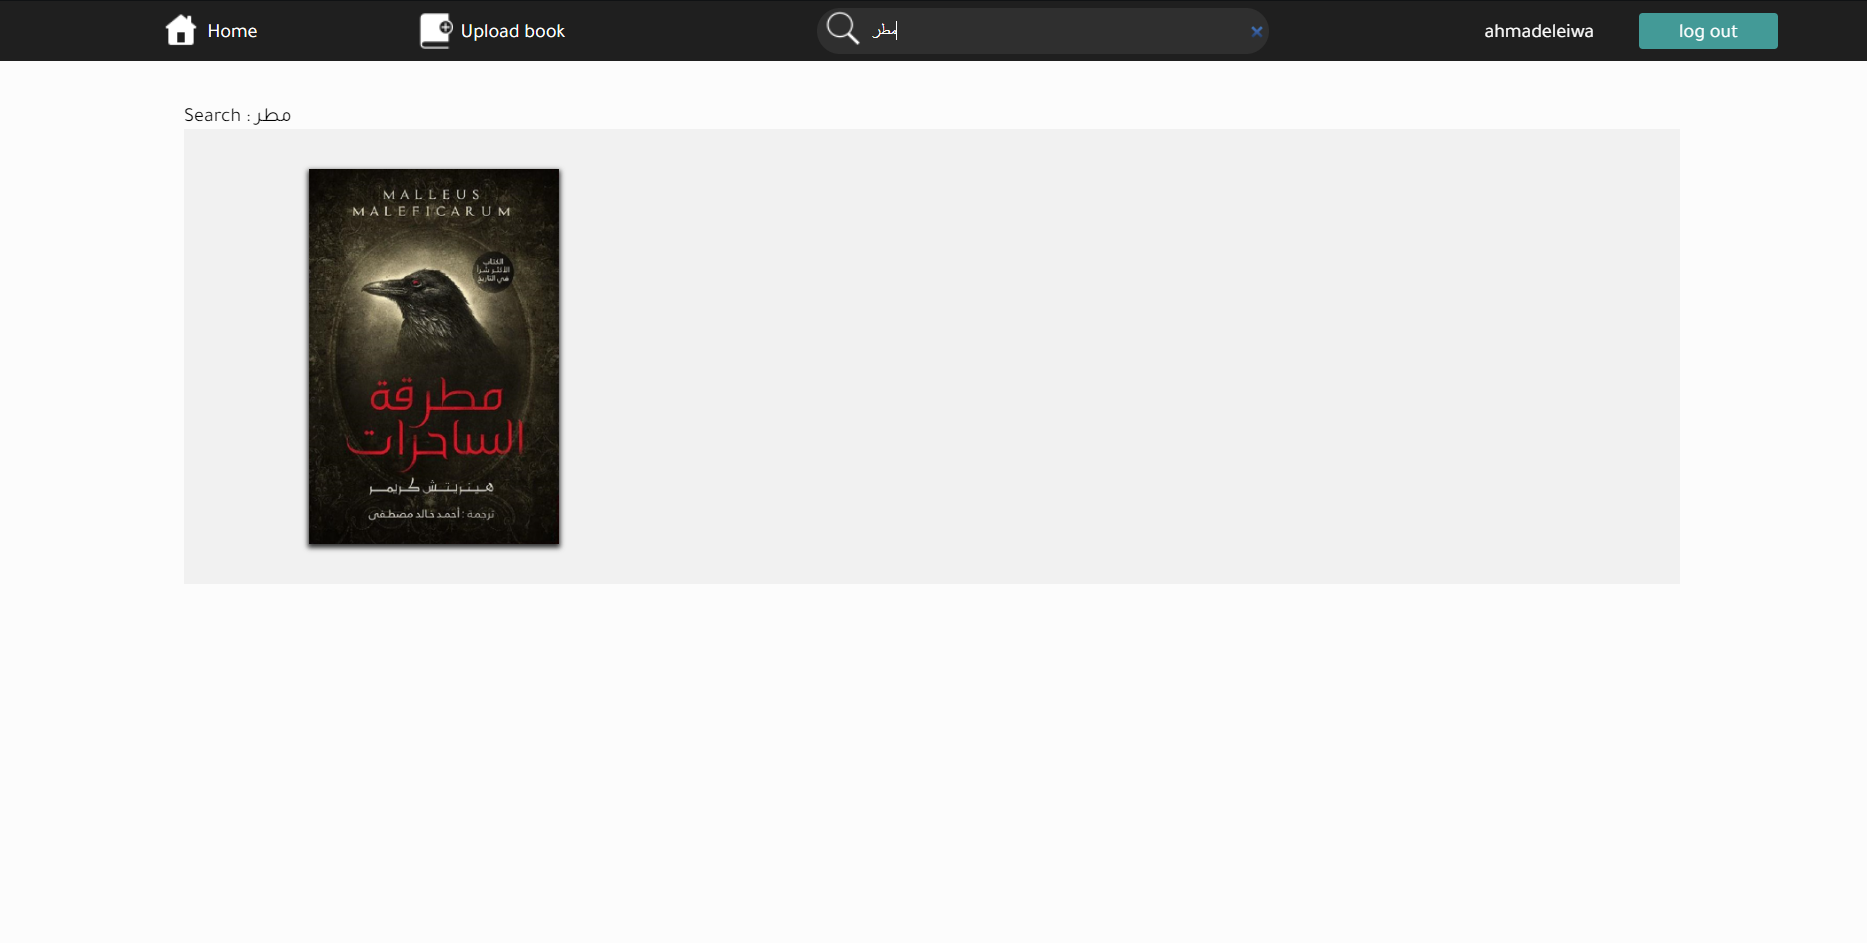 Home
Upload book
مطر
ahmadeleiwa
log out
Search : مطر
MALLEUS
MALEFICARUM
الكتاب
الأكثر شراً
في التاريخ
مطرقة
الساحرات
هينريتش كريمر
ترجمة : أحمد خالد مصطفى